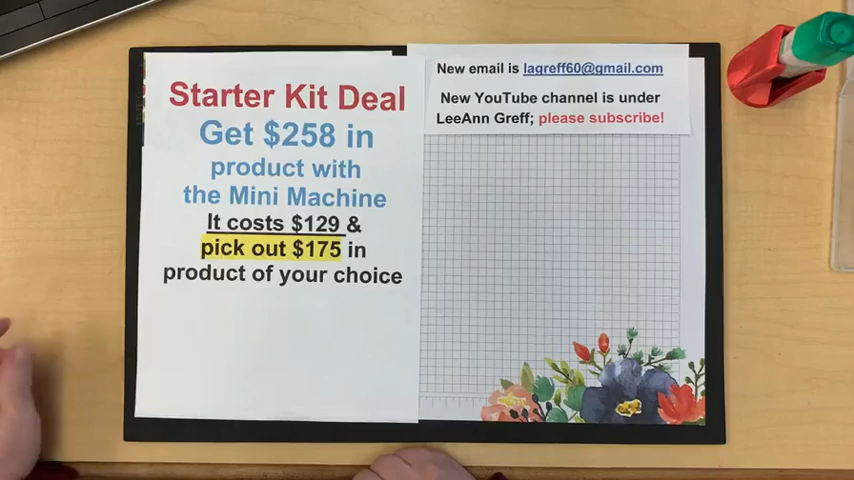 Starter Kit Deal
Get $258 in
product with
the Mini Machine
It costs $129 &
pick out $175 in
product of your choice
New email is lagreff60@gmail.com
New YouTube channel is under
LeeAnn Greff; please subscribe!